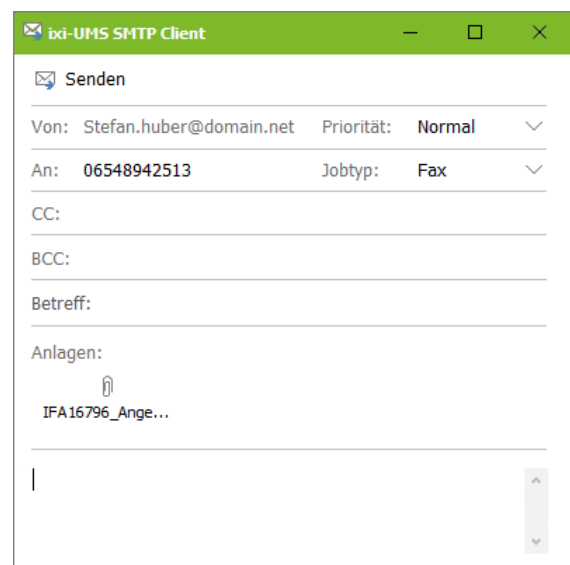 ixi-UMS SMTP Client
Senden
Von: Stefan.huber@domain.net Priorität: Normal
An: 06548942513 Jobtyp: Fax
CC:
BCC:
Betreff:
Anlagen:
IFA16796_Ange...